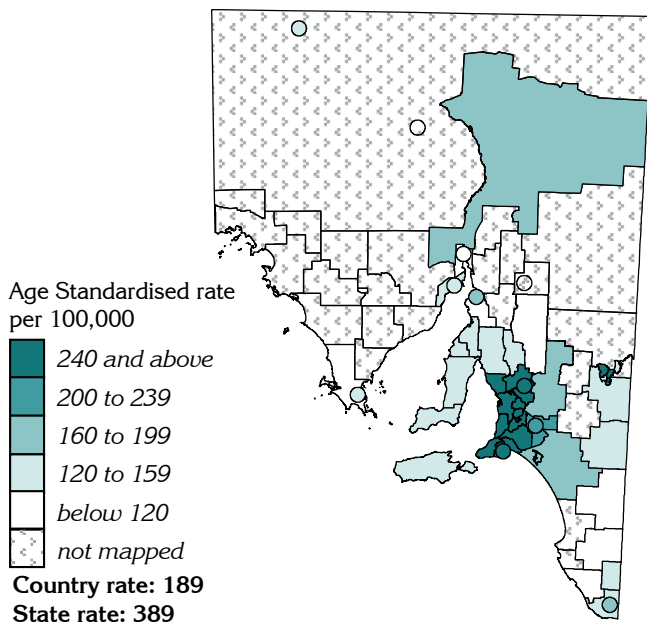 Age Standardised rate
per 100,000
240 and above
200 to 239
160 to 199
120 to 159
below 120
not mapped
Country rate: 189
State rate: 389